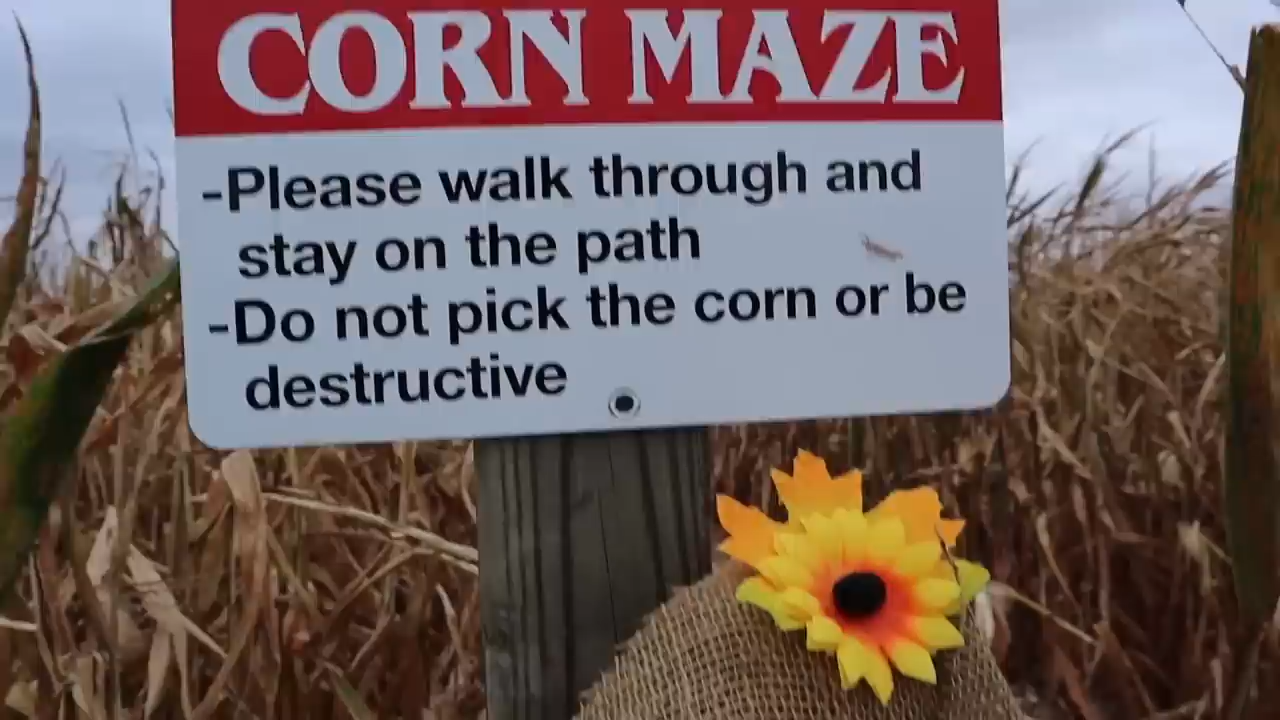 CORN MAZE
-Please walk through and
stay on the path
-Do not pick the corn or be
destructive